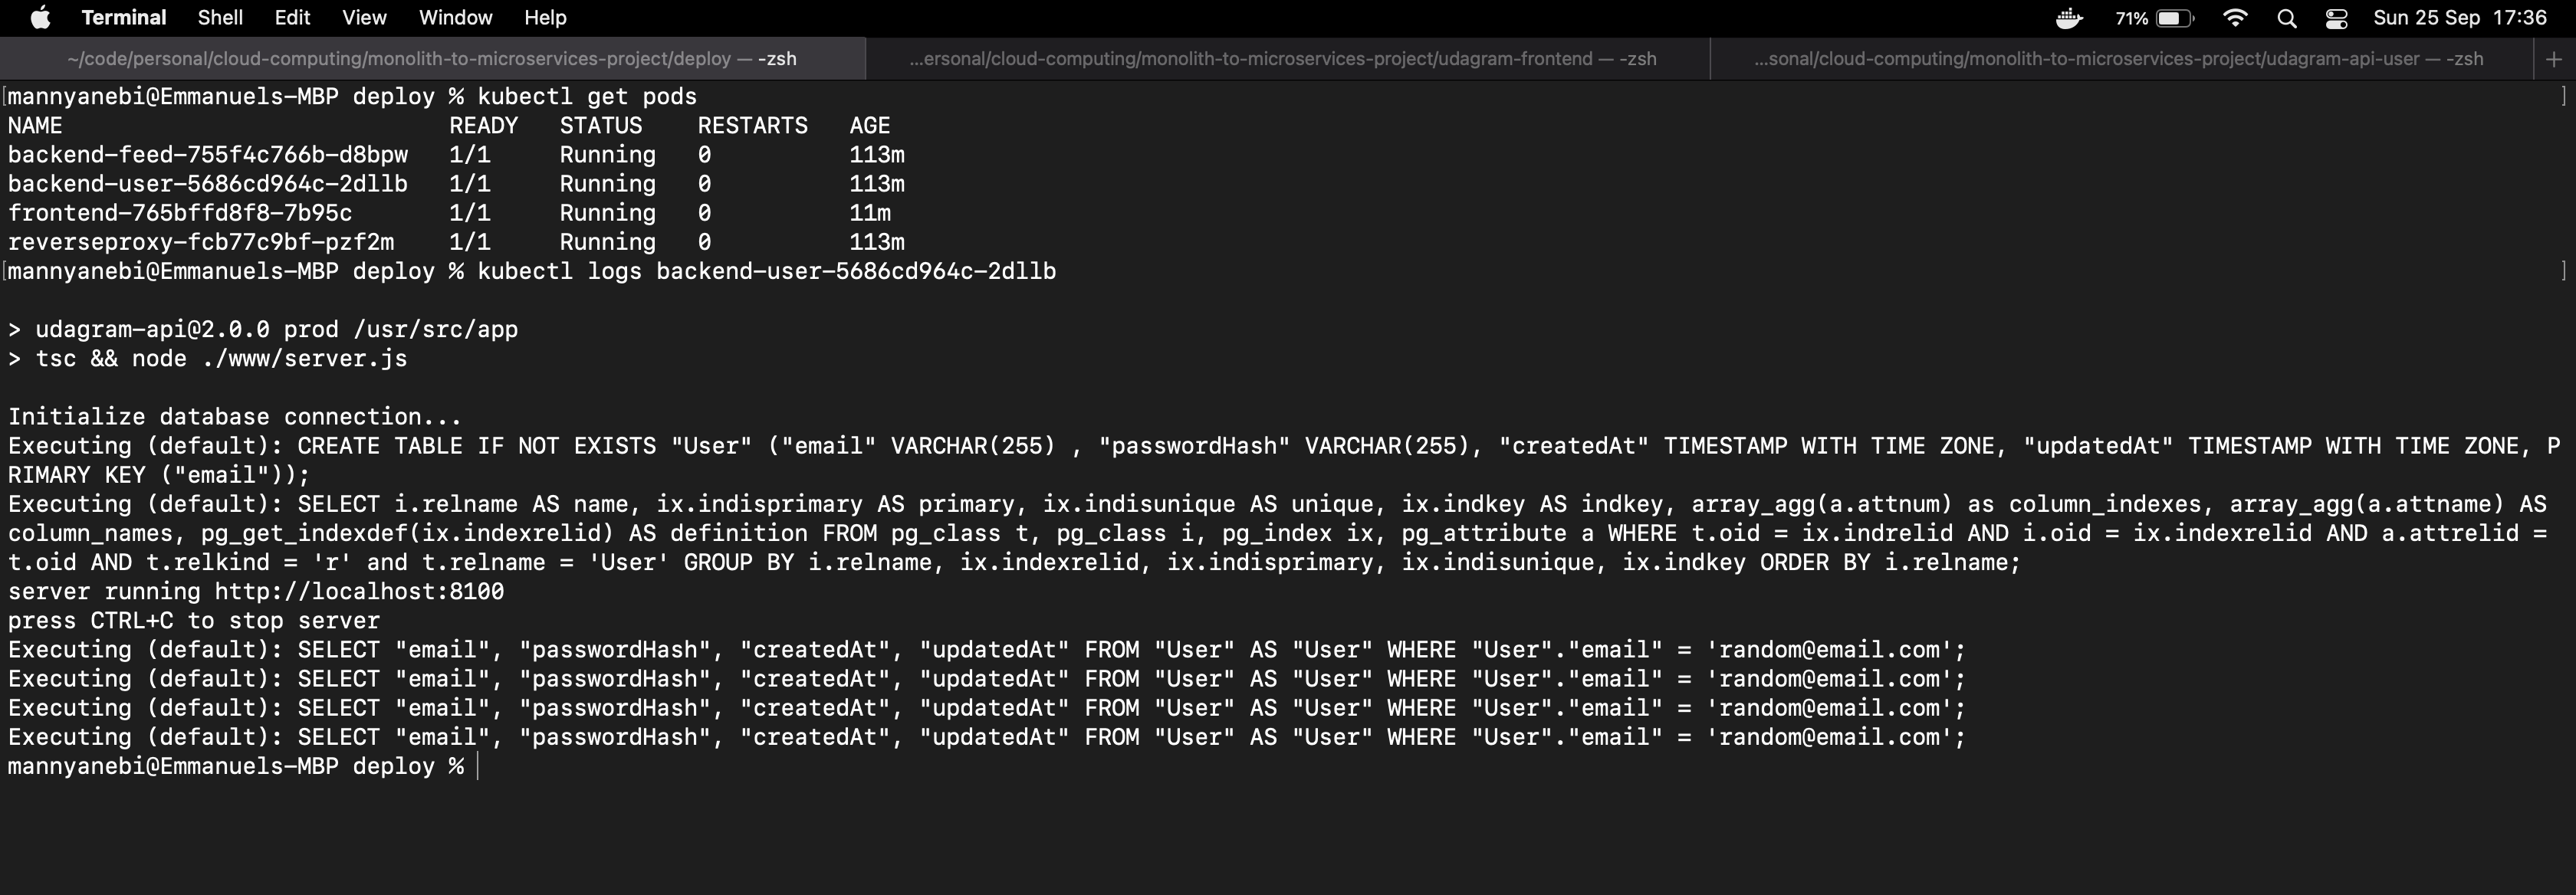 Terminal Shell Edit View Window Help 71% Sun 25 Sep 17:36
~/code/personal/cloud-computing/monolith-to-microservices-project/deploy — -zsh ...ersonal/cloud-computing/monolith-to-microservices-project/udagram-frontend — -zsh ...sonal/cloud-computing/monolith-to-microservices-project/udagram-api-user — -zsh +
[mannyanebi@Emmanuels-MBP deploy % kubectl get pods ]
NAME READY STATUS RESTARTS AGE
backend-feed-755f4c766b-d8bpw 1/1 Running 0 113m
backend-user-5686cd964c-2dllb 1/1 Running 0 113m
frontend-765bffd8f8-7b95c 1/1 Running 0 11m
reverseproxy-fcb77c9bf-pzf2m 1/1 Running 0 113m
[mannyanebi@Emmanuels-MBP deploy % kubectl logs backend-user-5686cd964c-2dllb ]
> udagram-api@2.0.0 prod /usr/src/app
> tsc && node ./www/server.js
Initialize database connection...
Executing (default): CREATE TABLE IF NOT EXISTS "User" ("email" VARCHAR(255) , "passwordHash" VARCHAR(255), "createdAt" TIMESTAMP WITH TIME ZONE, "updatedAt" TIMESTAMP WITH TIME ZONE, P
RIMARY KEY ("email"));
Executing (default): SELECT i.relname AS name, ix.indisprimary AS primary, ix.indisunique AS unique, ix.indkey AS indkey, array_agg(a.attnum) as column_indexes, array_agg(a.attname) AS
column_names, pg_get_indexdef(ix.indexrelid) AS definition FROM pg_class t, pg_class i, pg_index ix, pg_attribute a WHERE t.oid = ix.indrelid AND i.oid = ix.indexrelid AND a.attrelid =
t.oid AND t.relkind = 'r' and t.relname = 'User' GROUP BY i.relname, ix.indexrelid, ix.indisprimary, ix.indisunique, ix.indkey ORDER BY i.relname;
server running http://localhost:8100
press CTRL+C to stop server
Executing (default): SELECT "email", "passwordHash", "createdAt", "updatedAt" FROM "User" AS "User" WHERE "User"."email" = 'random@email.com';
Executing (default): SELECT "email", "passwordHash", "createdAt", "updatedAt" FROM "User" AS "User" WHERE "User"."email" = 'random@email.com';
Executing (default): SELECT "email", "passwordHash", "createdAt", "updatedAt" FROM "User" AS "User" WHERE "User"."email" = 'random@email.com';
Executing (default): SELECT "email", "passwordHash", "createdAt", "updatedAt" FROM "User" AS "User" WHERE "User"."email" = 'random@email.com';
mannyanebi@Emmanuels-MBP deploy %